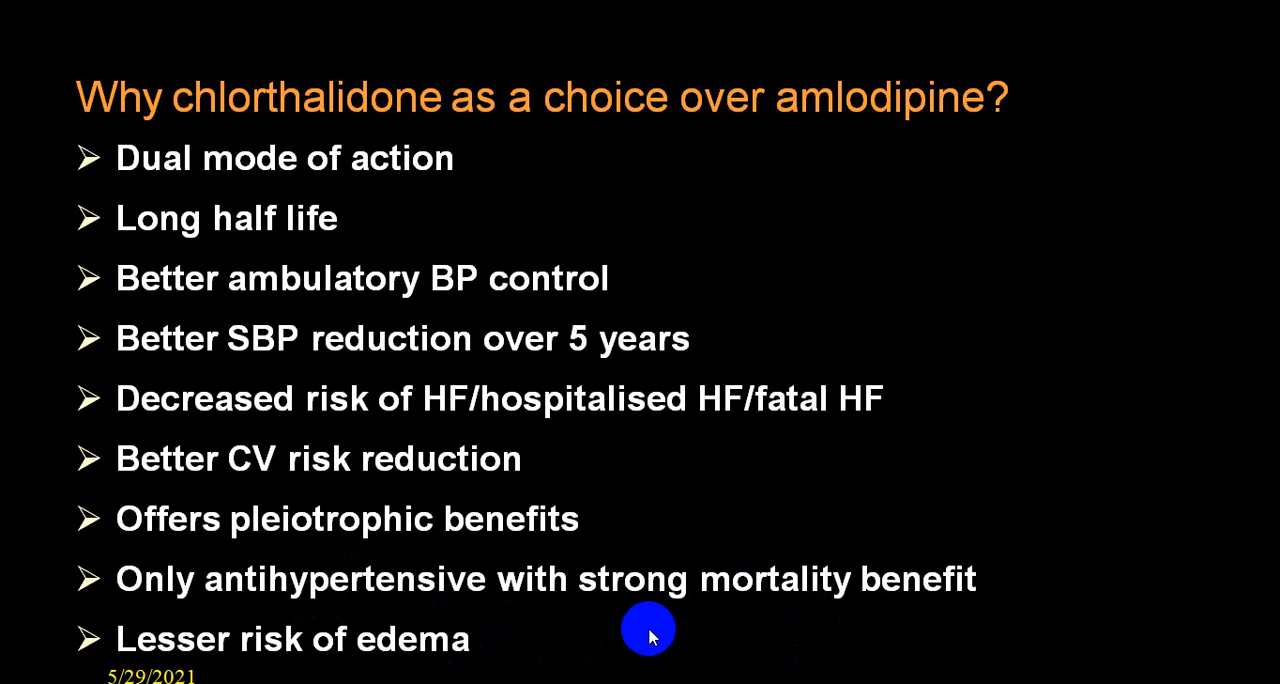 Why chlorthalidone as a choice over amlodipine?
➢ Dual mode of action
➢ Long half life
➢ Better ambulatory BP control
➢ Better SBP reduction over 5 years
➢ Decreased risk of HF/hospitalised HF/fatal HF
➢ Better CV risk reduction
➢ Offers pleiotrophic benefits
➢ Only antihypertensive with strong mortality benefit
➢ Lesser risk of edema
5/29/2021